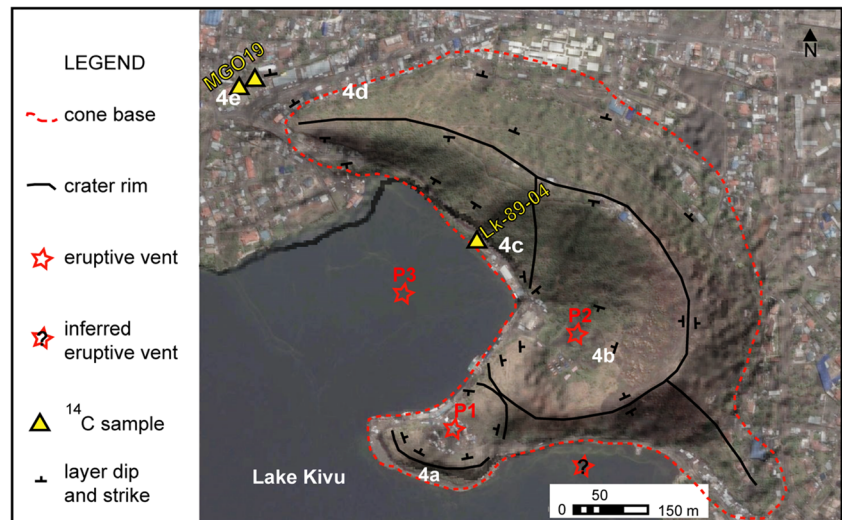 LEGEND
cone base
crater rim
eruptive vent
?
inferred
eruptive vent
14C sample
layer dip
and strike
MGO19
4e
4d
N
Lk-89-04
4c
P3
P2
4b
P1
4a
?
Lake Kivu
50
150 m